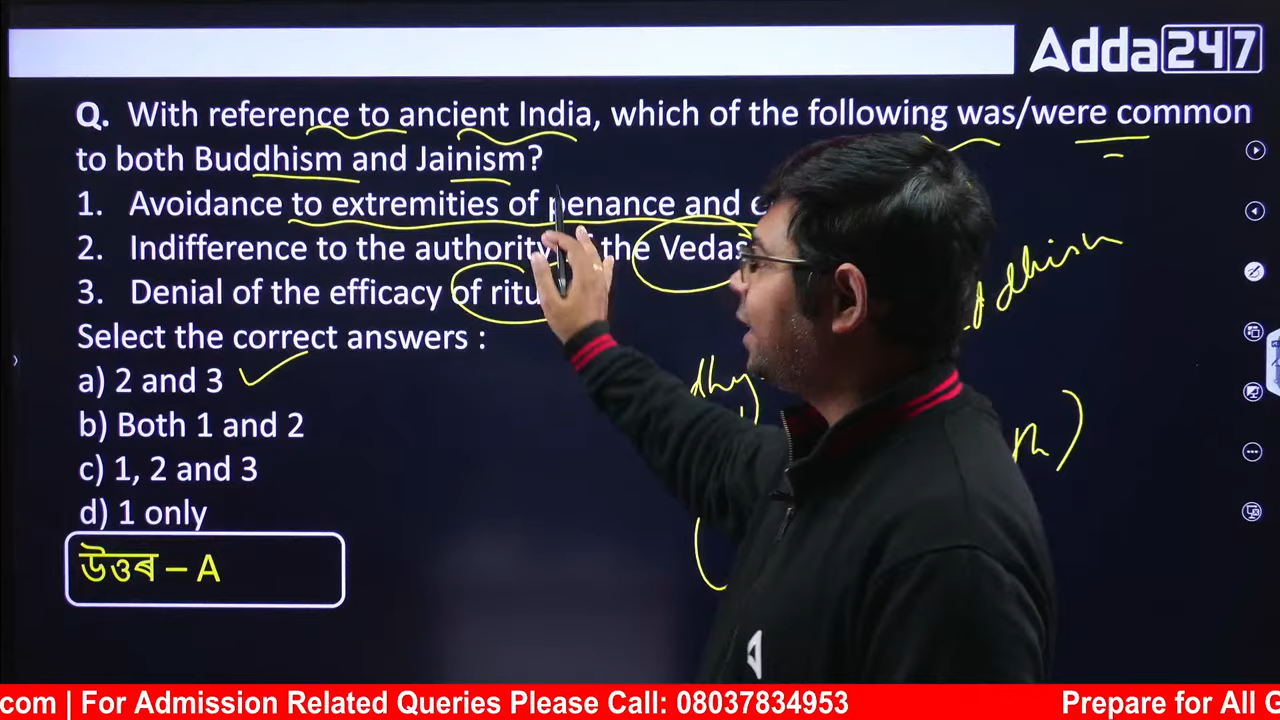 Adda247
Q. With reference to ancient India, which of the following was/were common
to both Buddhism and Jainism?
1. Avoidance to extremities of penance and
2. Indifference to the authority the Vedas
3. Denial of the efficacy of
Select the correct answers :
a) 2 and 3
b) Both 1 and 2
c) 1, 2 and 3
d) 1 only
উত্তৰ – A
com | For Admission Related Queries Please Call: 08037834953 Prepare for All